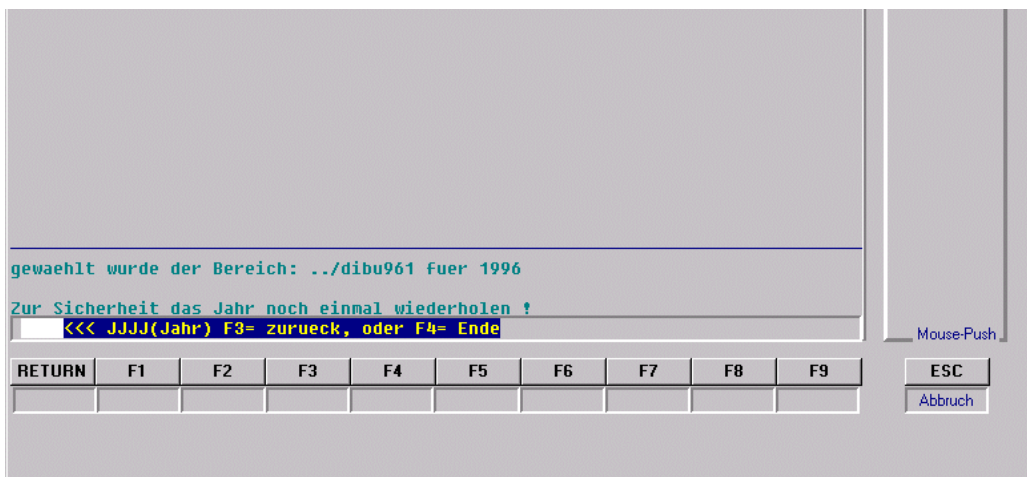 gewaehlt wurde der Bereich: ../dibu961 fuer 1996
Zur Sicherheit das Jahr noch einmal wiederholen !
<<< JJJJ(Jahr) F3= zurueck, oder F4= Ende
Mouse-Push
RETURN F1 F2 F3 F4 F5 F6 F7 F8 F9 ESC
Abbruch